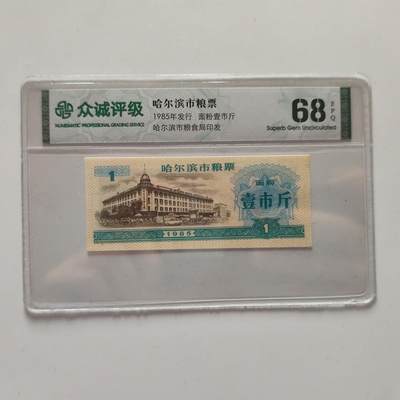 众诚评级
NUMISMATIC PROFESSIONAL GRADING SERVICE
哈尔滨市粮票
1985年发行 面粉壹市斤
哈尔滨市粮食局印发
68 EPQ
Superb Gem Uncirculated
哈尔滨市粮票
1
面粉
壹市斤
1985
1